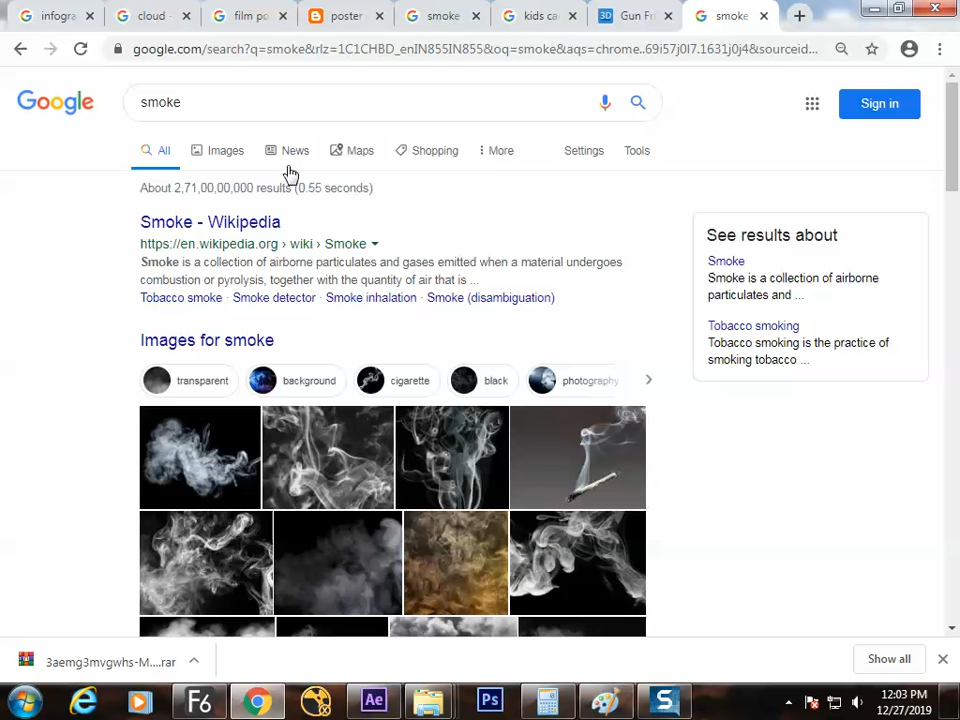 infogra
cloud -
film po
poster
smoke
kids ca
Gun Fr
smoke
google.com/search?q=smoke&rlz=1C1CHBD_enIN855IN855&oq=smoke&aqs=chrome..69i57j0l7.1631j0j4&sourceid...
Google
smoke
Sign in
All
Images
News
Maps
Shopping
More
Settings
Tools
About 2,71,00,00,000 results (0.55 seconds)
Smoke - Wikipedia
https://en.wikipedia.org › wiki › Smoke
Smoke is a collection of airborne particulates and gases emitted when a material undergoes
combustion or pyrolysis, together with the quantity of air that is ...
Tobacco smoke · Smoke detector · Smoke inhalation · Smoke (disambiguation)
See results about
Smoke
Smoke is a collection of airborne
particulates and ...
Tobacco smoking
Tobacco smoking is the practice of
smoking tobacco ...
Images for smoke
transparent
background
cigarette
black
photography
3aemg3mvgwhs-M....rar
Show all
F6
Ae
Ps
S
12:03 PM
12/27/2019